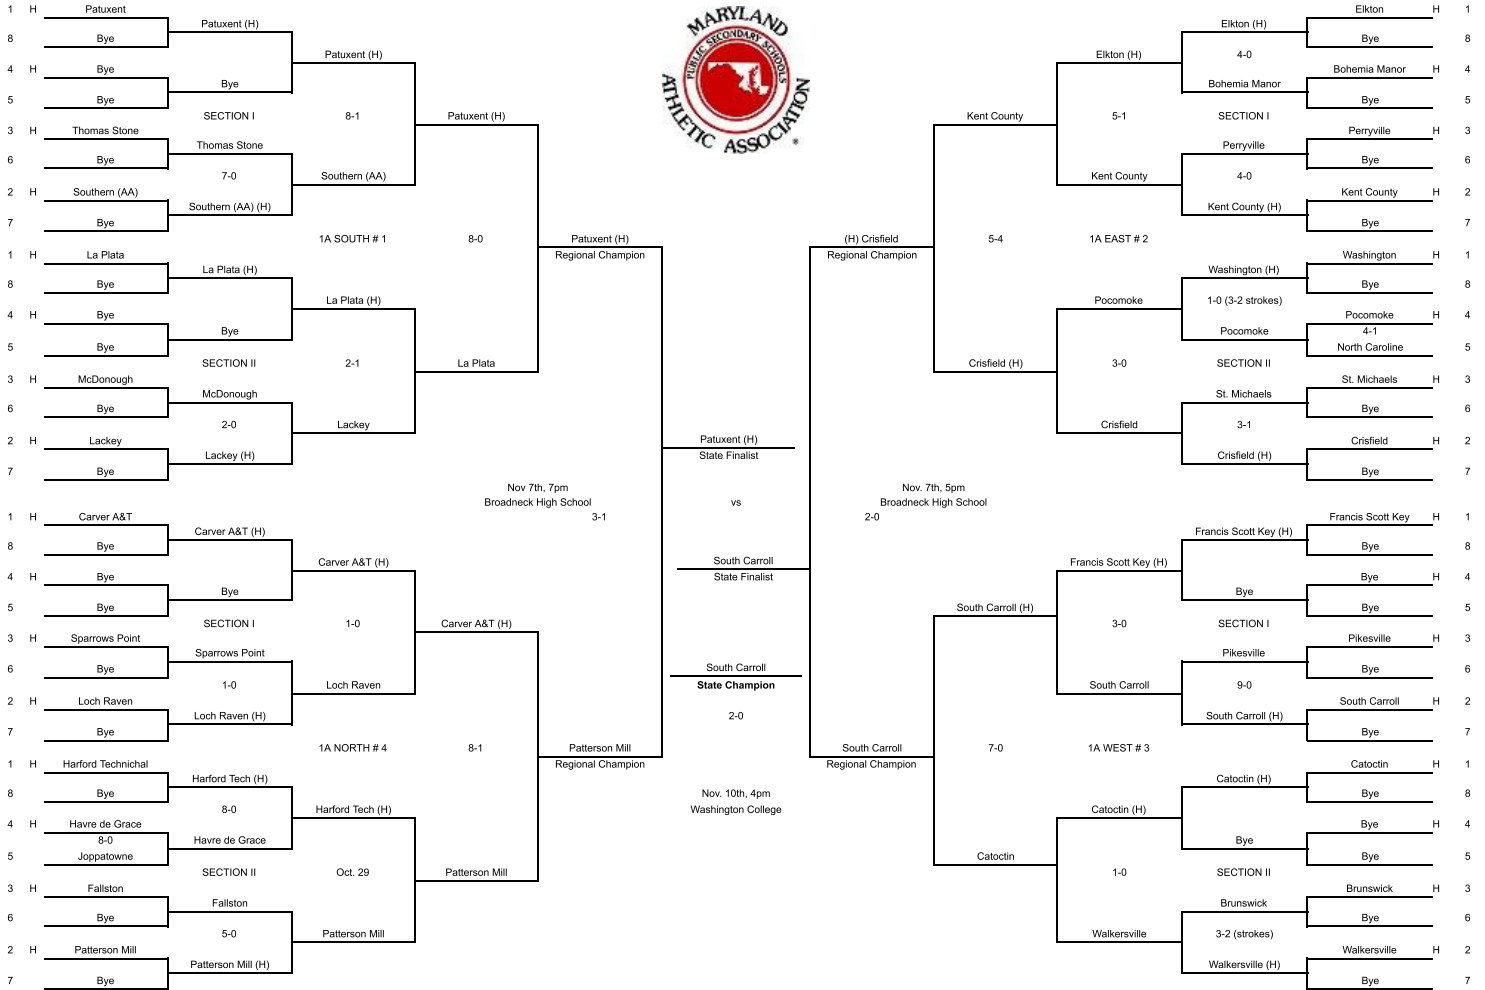 MARYLAND
PUBLIC SECONDARY SCHOOLS
ATHLETIC ASSOCIATION
®
1 H Patuxent
Patuxent (H)
8 Bye
Patuxent (H)
4 H Bye
Bye
5 Bye
SECTION I
8-1
Patuxent (H)
3 H Thomas Stone
Thomas Stone
6 Bye
7-0
Southern (AA)
2 H Southern (AA)
Southern (AA) (H)
7 Bye
1A SOUTH # 1
8-0
Patuxent (H)
Regional Champion
1 H La Plata
La Plata (H)
8 Bye
La Plata (H)
4 H Bye
Bye
5 Bye
SECTION II
2-1
La Plata
3 H McDonough
McDonough
6 Bye
2-0
Lackey
2 H Lackey
Lackey (H)
7 Bye
Nov 7th, 7pm
Broadneck High School
3-1
1 H Carver A&T
Carver A&T (H)
8 Bye
Carver A&T (H)
4 H Bye
Bye
5 Bye
SECTION I
1-0
Carver A&T (H)
3 H Sparrows Point
Sparrows Point
6 Bye
1-0
Loch Raven
2 H Loch Raven
Loch Raven (H)
7 Bye
1A NORTH # 4
8-1
Patterson Mill
Regional Champion
1 H Harford Technichal
Harford Tech (H)
8 Bye
8-0
Harford Tech (H)
4 H Havre de Grace
8-0
Havre de Grace
5 Joppatowne
SECTION II
Oct. 29
Patterson Mill
3 H Fallston
Fallston
6 Bye
5-0
Patterson Mill
2 H Patterson Mill
Patterson Mill (H)
7 Bye
Patuxent (H)
State Finalist
vs
South Carroll
State Finalist
South Carroll
State Champion
2-0
Nov. 10th, 4pm
Washington College
Elkton H 1
Elkton (H)
Bye 8
4-0
Elkton (H)
Bohemia Manor H 4
Bohemia Manor
Bye 5
SECTION I
5-1
Kent County
Perryville H 3
Perryville
Bye 6
4-0
Kent County
Kent County H 2
Kent County (H)
Bye 7
1A EAST # 2
5-4
(H) Crisfield
Regional Champion
Washington H 1
Washington (H)
Bye 8
1-0 (3-2 strokes)
Pocomoke
Pocomoke H 4
4-1
Pocomoke
North Caroline 5
SECTION II
3-0
Crisfield (H)
St. Michaels H 3
St. Michaels
Bye 6
3-1
Crisfield
Crisfield H 2
Crisfield (H)
Bye 7
Nov. 7th, 5pm
Broadneck High School
2-0
Francis Scott Key H 1
Francis Scott Key (H)
Bye 8
Francis Scott Key (H)
Bye H 4
Bye
Bye 5
SECTION I
3-0
South Carroll (H)
Pikesville H 3
Pikesville
Bye 6
9-0
South Carroll
South Carroll H 2
South Carroll (H)
Bye 7
1A WEST # 3
7-0
South Carroll
Regional Champion
Catoctin H 1
Catoctin (H)
Bye 8
Catoctin (H)
Bye H 4
Bye
Bye 5
SECTION II
1-0
Catoctin
Brunswick H 3
Brunswick
Bye 6
3-2 (strokes)
Walkersville
Walkersville H 2
Walkersville (H)
Bye 7